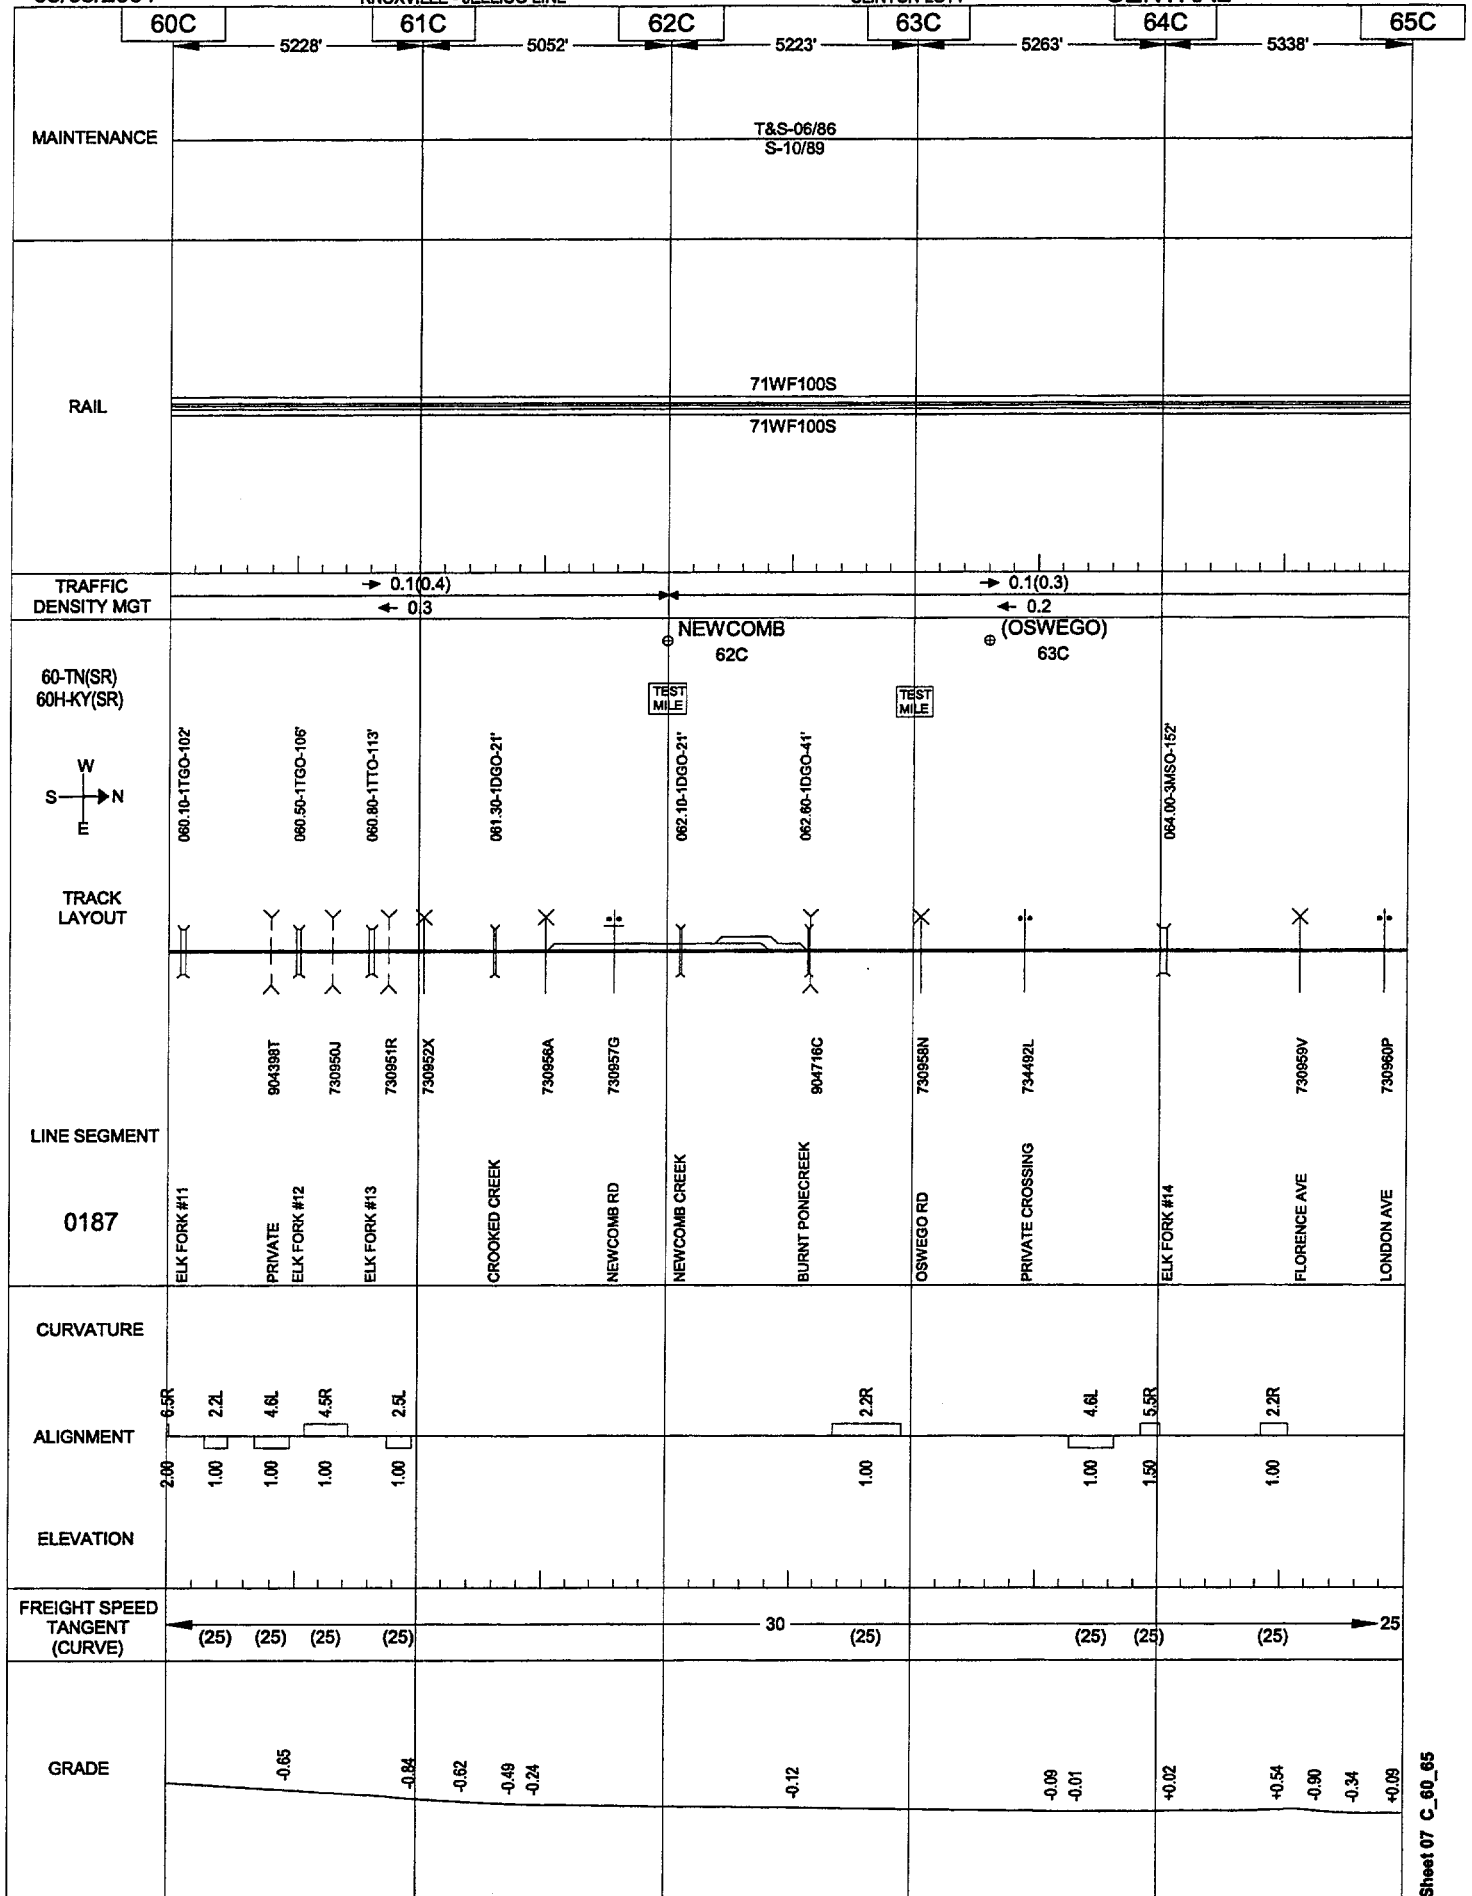 60C 61C 62C 63C 64C 65C
5228' 5052' 5223' 5263' 5338'
MAINTENANCE
T&S-06/86
S-10/89
RAIL
71WF100S
71WF100S
TRAFFIC
DENSITY MGT
→ 0.1(0.4)
← 0.3
→ 0.1(0.3)
← 0.2
NEWCOMB
62C
(OSWEGO)
63C
60-TN(SR)
60H-KY(SR)
TEST
MILE
TEST
MILE
W
S N
E
060.10-1TGO-102'
060.50-1TGO-106'
060.80-1TTO-113'
061.30-1DGO-21'
062.10-1DGO-21'
062.60-1DGO-41'
064.00-3MSO-152'
TRACK
LAYOUT
904398T
730950J
730951R
730952X
730956A
730957G
904716C
730958N
734492L
730959V
730960P
LINE SEGMENT
0187
ELK FORK #11
PRIVATE
ELK FORK #12
ELK FORK #13
CROOKED CREEK
NEWCOMB RD
NEWCOMB CREEK
BURNT PONECREEK
OSWEGO RD
PRIVATE CROSSING
ELK FORK #14
FLORENCE AVE
LONDON AVE
CURVATURE
6.5R 2.2L 4.6L 4.5R 2.5L 2.2R 4.6L 5.5R 2.2R
ALIGNMENT
2.00 1.00 1.00 1.00 1.00 1.00 1.00 1.50 1.00
ELEVATION
FREIGHT SPEED
TANGENT
(CURVE)
30 25
(25) (25) (25) (25) (25) (25) (25) (25)
GRADE
-0.65 -0.84 -0.62 -0.49 -0.24 -0.12 -0.09 -0.01 +0.02 +0.54 -0.90 -0.34 +0.09
Sheet 07 C_60_65